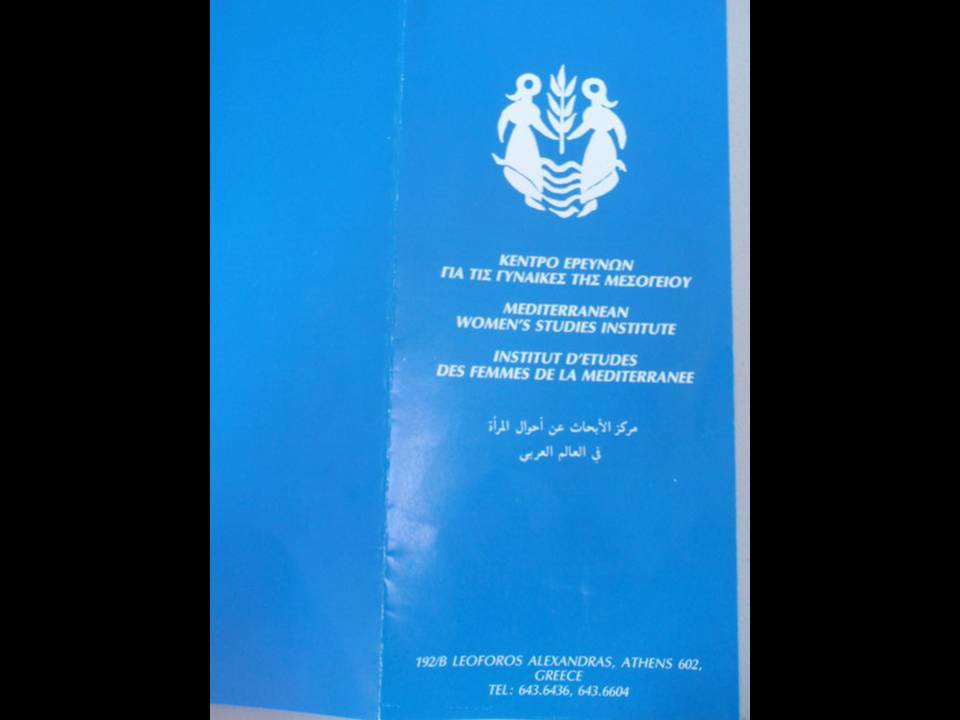 ΚΕΝΤΡΟ ΕΡΕΥΝΩΝ
ΓΙΑ ΤΙΣ ΓΥΝΑΙΚΕΣ ΤΗΣ ΜΕΣΟΓΕΙΟΥ
MEDITERRANEAN
WOMEN'S STUDIES INSTITUTE
INSTITUT D'ETUDES
DES FEMMES DE LA MEDITERRANEE
مركز الأبحاث عن أحوال المرأة
في العالم العربي
192/B LEOFOROS ALEXANDRAS, ATHENS 602,
GREECE
TEL: 643.6436, 643.6604